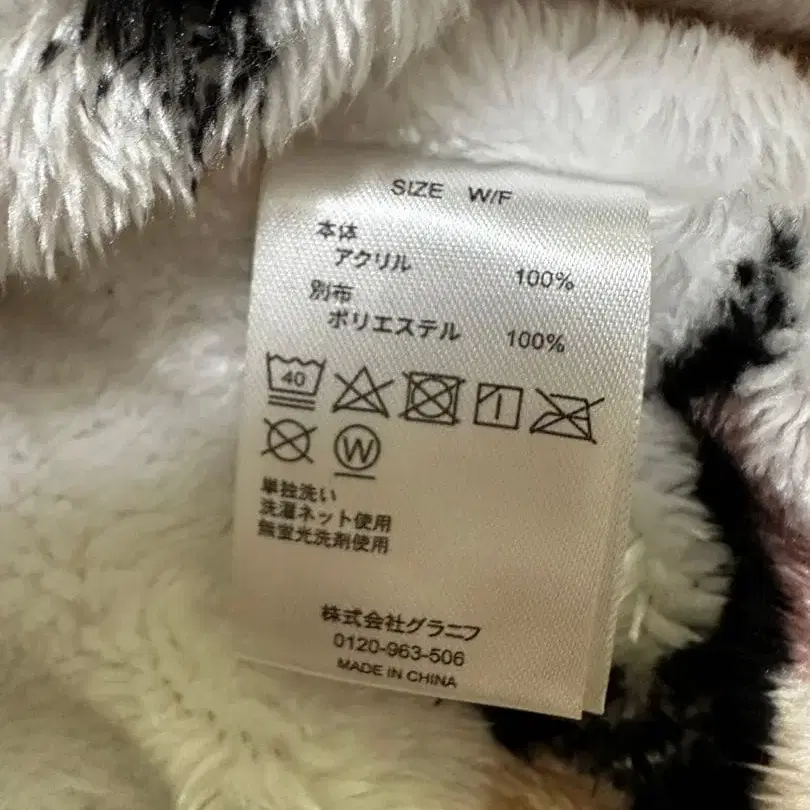 SIZE W/F
本体
アクリル 100%
別布
ポリエステル 100%
40
W
単独洗い
洗濯ネット使用
無蛍光洗剤使用
株式会社グラニフ
0120-963-506
MADE IN CHINA